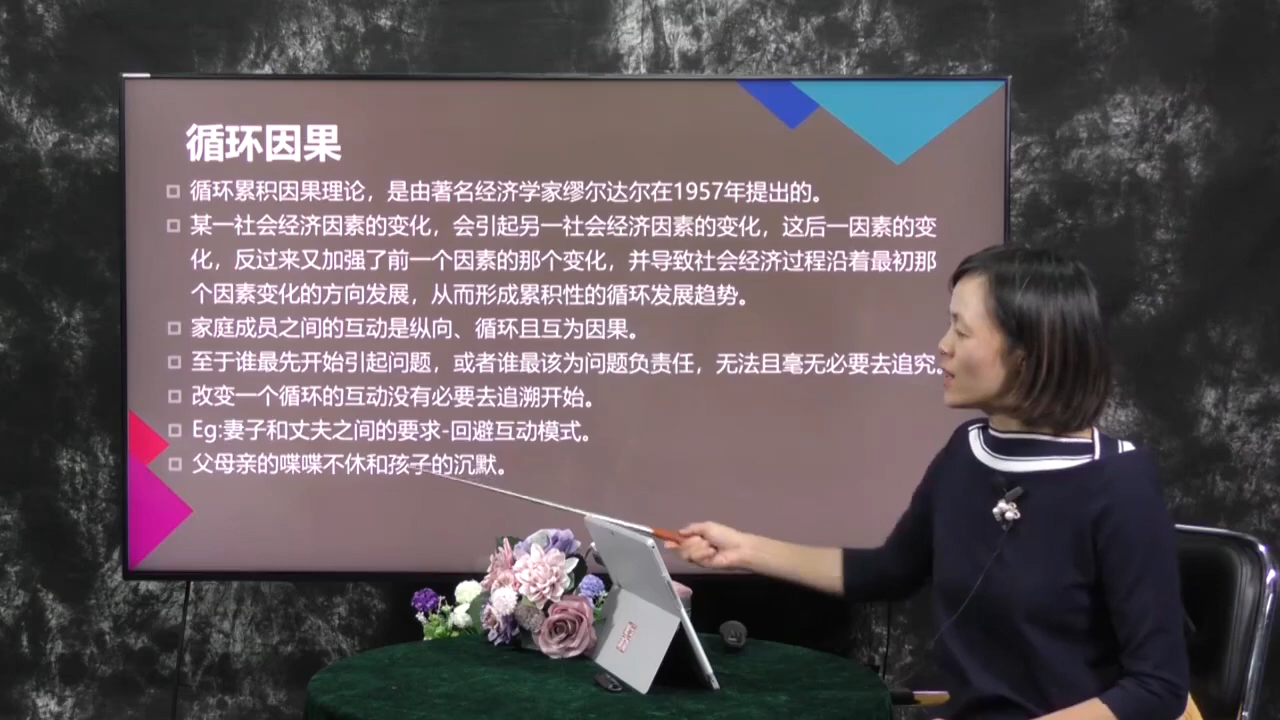 循环因果
循环累积因果理论，是由著名经济学家缪尔达尔在1957年提出的。
某一社会经济因素的变化，会引起另一社会经济因素的变化，这后一因素的变
化，反过来又加强了前一个因素的那个变化，并导致社会经济过程沿着最初那
个因素变化的方向发展，从而形成累积性的循环发展趋势。
家庭成员之间的互动是纵向、循环且互为因果。
至于谁最先开始引起问题，或者谁最该为问题负责任，无法且毫无必要去追究。
改变一个循环的互动没有必要去追溯开始。
Eg:妻子和丈夫之间的要求-回避互动模式。
父母亲的喋喋不休和孩子的沉默。